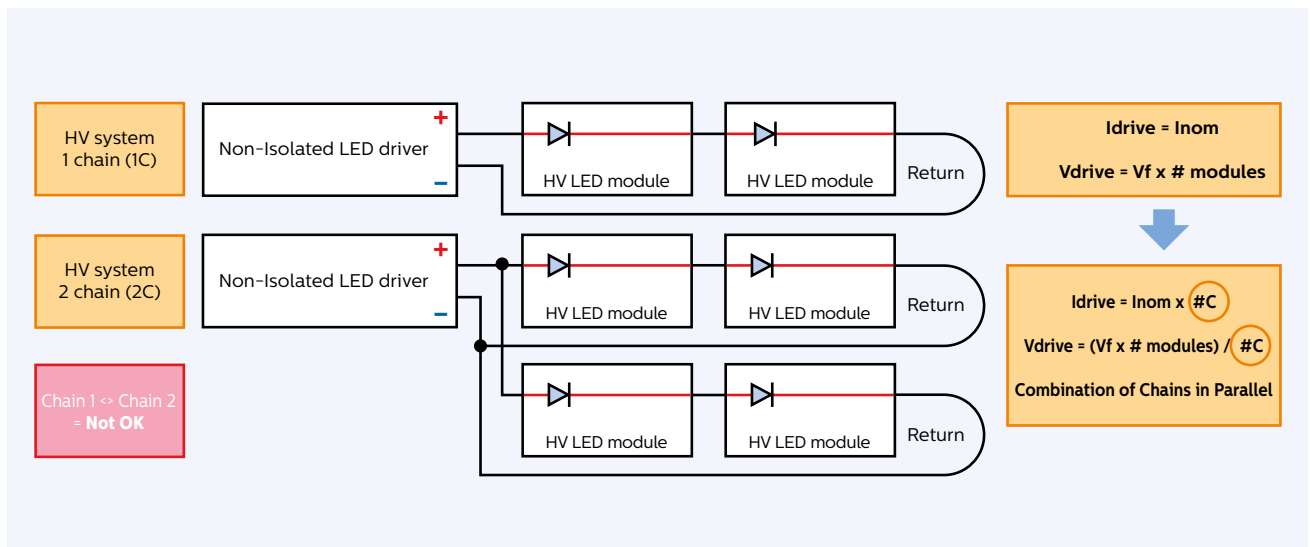 HV system
1 chain (1C)
Non-Isolated LED driver
+
−
HV LED module
HV LED module
Return
Idrive = Inom
Vdrive = Vf x # modules
HV system
2 chain (2C)
Non-Isolated LED driver
+
−
HV LED module
HV LED module
Return
Idrive = Inom x #C
Vdrive = (Vf x # modules) / #C
Combination of Chains in Parallel
Chain 1 <> Chain 2
= Not OK
HV LED module
HV LED module
Return